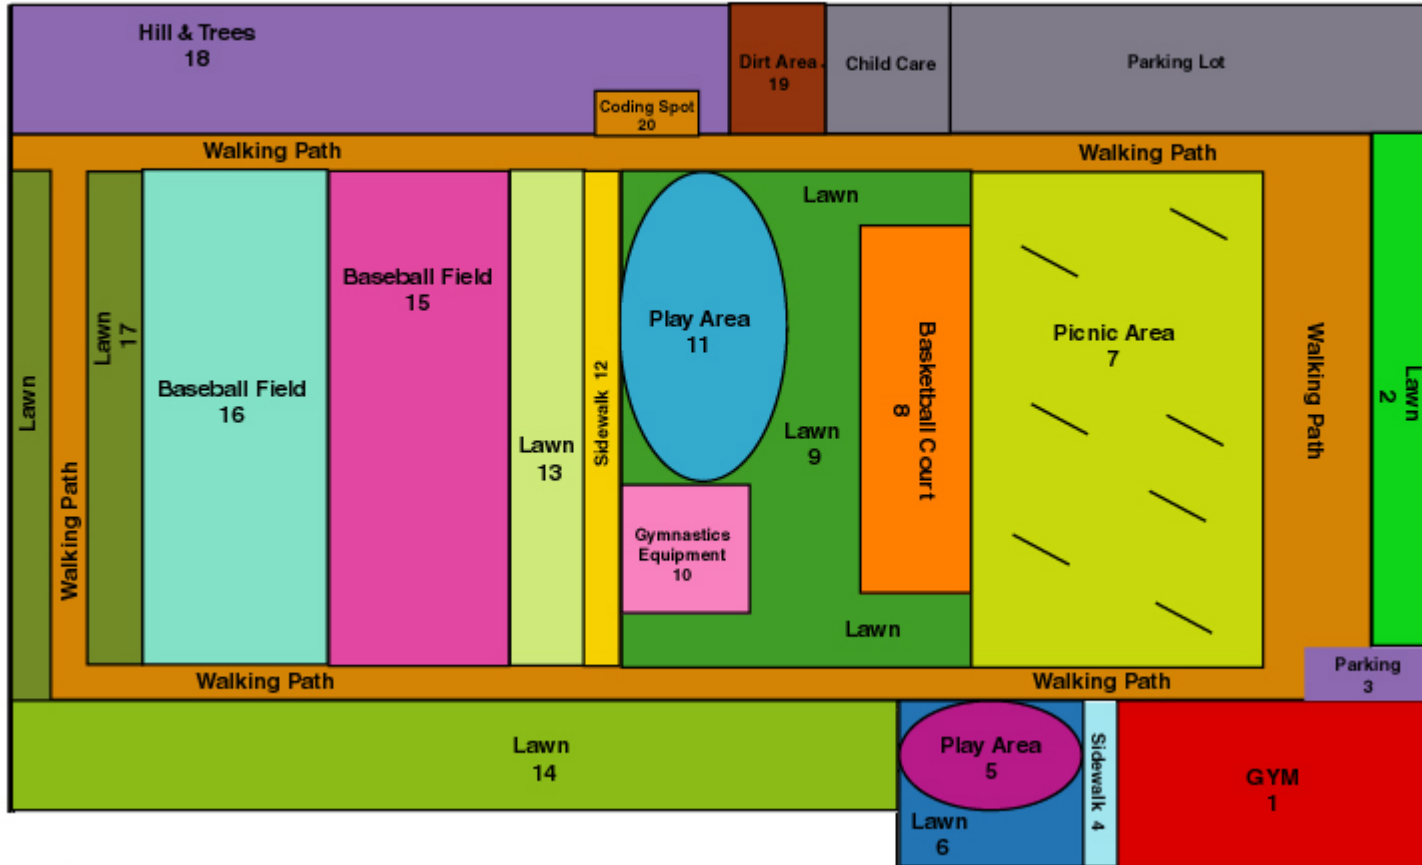 Hill & Trees
18
Dirt Area
19
Child Care
Parking Lot
Coding Spot
20
Walking Path
Walking Path
Lawn
Lawn
17
Baseball Field
16
Baseball Field
15
Lawn
13
Sidewalk 12
Play Area
11
Lawn
Lawn
9
Basketball Court
8
Picnic Area
7
Walking Path
Lawn
2
Walking Path
Gymnastics
Equipment
10
Lawn
Walking Path
Walking Path
Parking
3
Lawn
14
Play Area
5
Lawn
6
Sidewalk 4
GYM
1